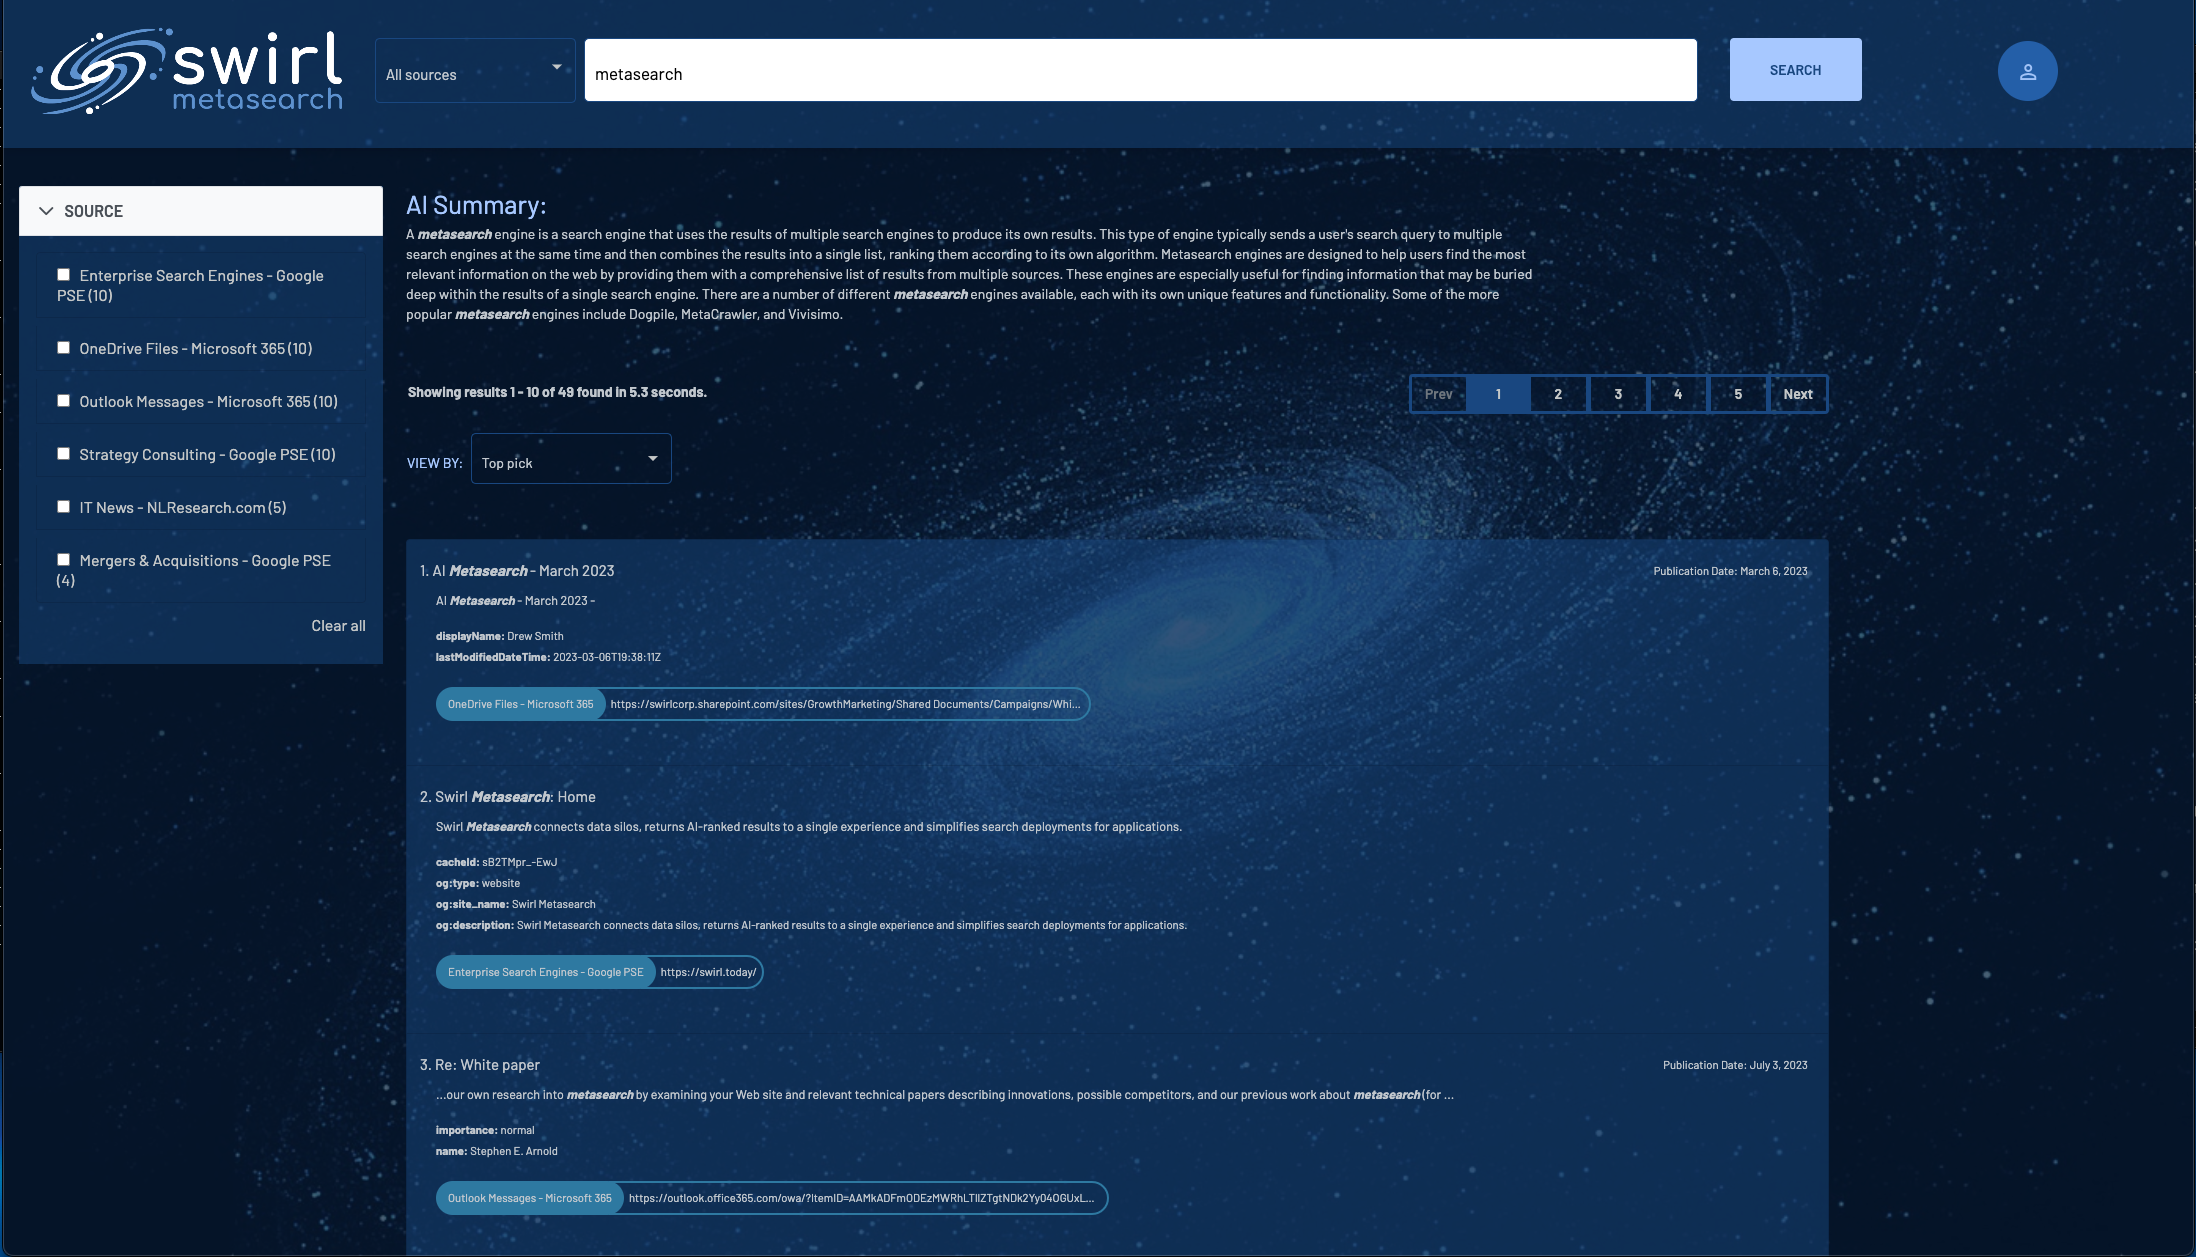 swirl
metasearch
All sources
metasearch
SEARCH
SOURCE
Enterprise Search Engines - Google
PSE (10)
OneDrive Files - Microsoft 365 (10)
Outlook Messages - Microsoft 365 (10)
Strategy Consulting - Google PSE (10)
IT News - NLResearch.com (5)
Mergers & Acquisitions - Google PSE
(4)
Clear all
AI Summary:
A metasearch engine is a search engine that uses the results of multiple search engines to produce its own results. This type of engine typically sends a user's search query to multiple
search engines at the same time and then combines the results into a single list, ranking them according to its own algorithm. Metasearch engines are designed to help users find the most
relevant information on the web by providing them with a comprehensive list of results from multiple sources. These engines are especially useful for finding information that may be buried
deep within the results of a single search engine. There are a number of different metasearch engines available, each with its own unique features and functionality. Some of the more
popular metasearch engines include Dogpile, MetaCrawler, and Vivisimo.
Showing results 1 - 10 of 49 found in 5.3 seconds.
Prev 1 2 3 4 5 Next
VIEW BY: Top pick
1. AI Metasearch - March 2023
Publication Date: March 6, 2023
AI Metasearch - March 2023 -
displayName: Drew Smith
lastModifiedDateTime: 2023-03-06T19:38:11Z
OneDrive Files - Microsoft 365 https://swirlcorp.sharepoint.com/sites/GrowthMarketing/Shared Documents/Campaigns/Whi...
2. Swirl Metasearch: Home
Swirl Metasearch connects data silos, returns AI-ranked results to a single experience and simplifies search deployments for applications.
cacheId: sB2TMpr_-EwJ
og:type: website
og:site_name: Swirl Metasearch
og:description: Swirl Metasearch connects data silos, returns AI-ranked results to a single experience and simplifies search deployments for applications.
Enterprise Search Engines - Google PSE https://swirl.today/
3. Re: White paper
Publication Date: July 3, 2023
...our own research into metasearch by examining your Web site and relevant technical papers describing innovations, possible competitors, and our previous work about metasearch (for ...
importance: normal
name: Stephen E. Arnold
Outlook Messages - Microsoft 365 https://outlook.office365.com/owa/?ItemID=AAMkADFmODEzMWRhLTllZTgtNDk2Yy04OGUxL...